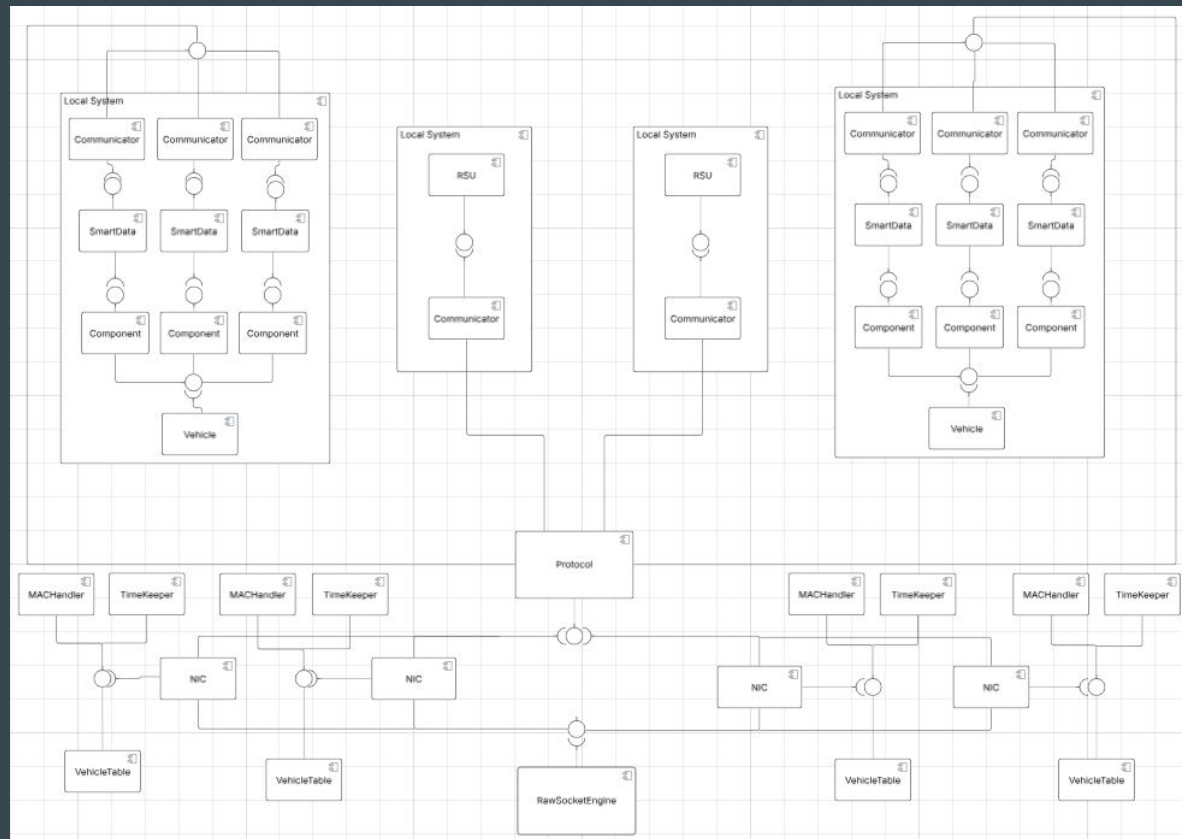 Local System
Communicator
Communicator
Communicator
SmartData
SmartData
SmartData
Component
Component
Component
Vehicle
Local System
RSU
Communicator
Local System
RSU
Communicator
Local System
Communicator
Communicator
Communicator
SmartData
SmartData
SmartData
Component
Component
Component
Vehicle
Protocol
MACHandler
TimeKeeper
MACHandler
TimeKeeper
MACHandler
TimeKeeper
MACHandler
TimeKeeper
NIC
NIC
NIC
NIC
VehicleTable
VehicleTable
RawSocketEngine
VehicleTable
VehicleTable